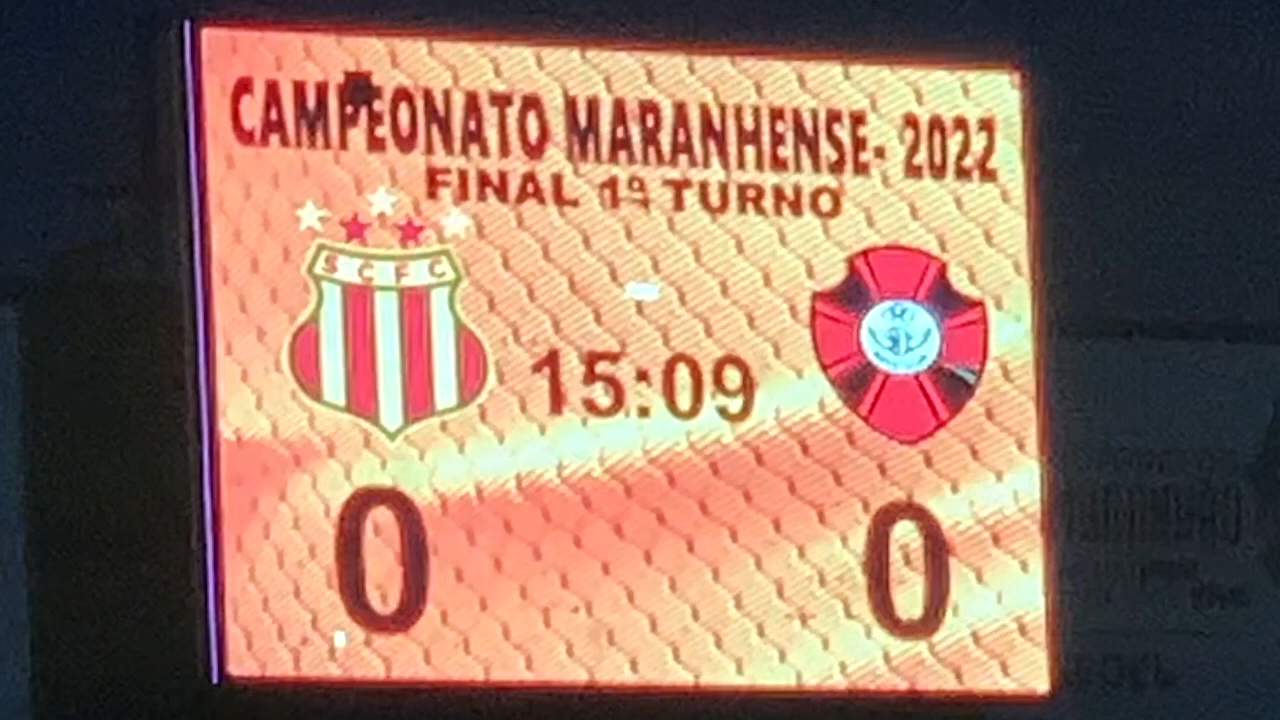 CAMPEONATO MARANHENSE- 2022
FINAL 1º TURNO
SCFC
15:09
0 0